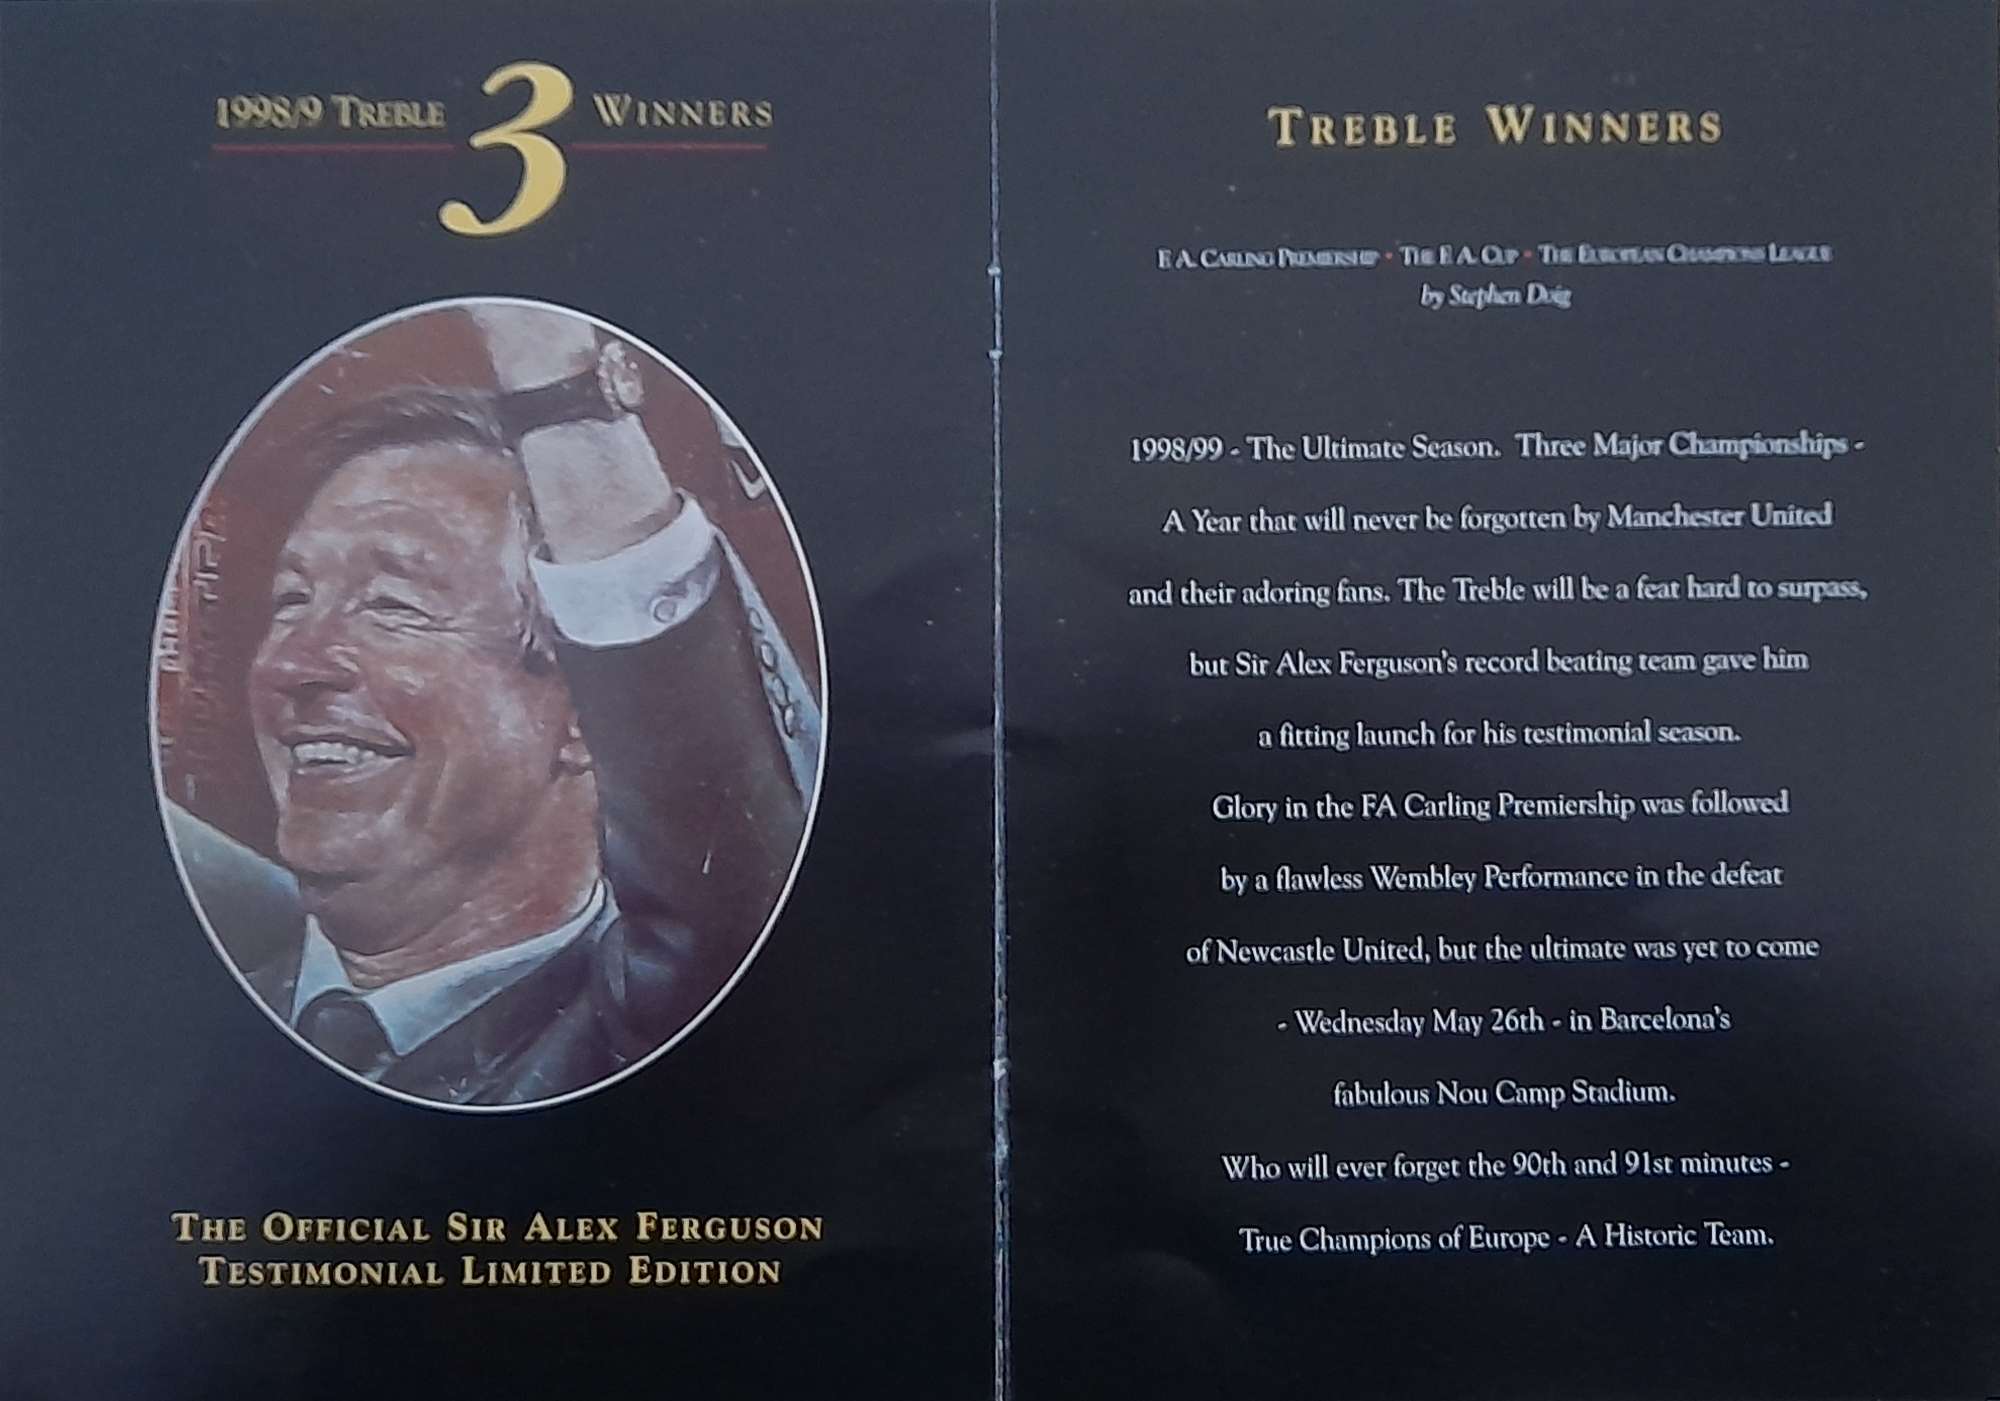 1998/9 TREBLE 3 WINNERS
THE OFFICIAL SIR ALEX FERGUSON
TESTIMONIAL LIMITED EDITION
TREBLE WINNERS
F. A. CARLING PREMIERSHIP • THE F. A. CUP • THE EUROPEAN CHAMPIONS LEAGUE
by Stephen Doig
1998/99 - The Ultimate Season. Three Major Championships -
A Year that will never be forgotten by Manchester United
and their adoring fans. The Treble will be a feat hard to surpass,
but Sir Alex Ferguson's record beating team gave him
a fitting launch for his testimonial season.
Glory in the FA Carling Premiership was followed
by a flawless Wembley Performance in the defeat
of Newcastle United, but the ultimate was yet to come
- Wednesday May 26th - in Barcelona's
fabulous Nou Camp Stadium.
Who will ever forget the 90th and 91st minutes -
True Champions of Europe - A Historic Team.